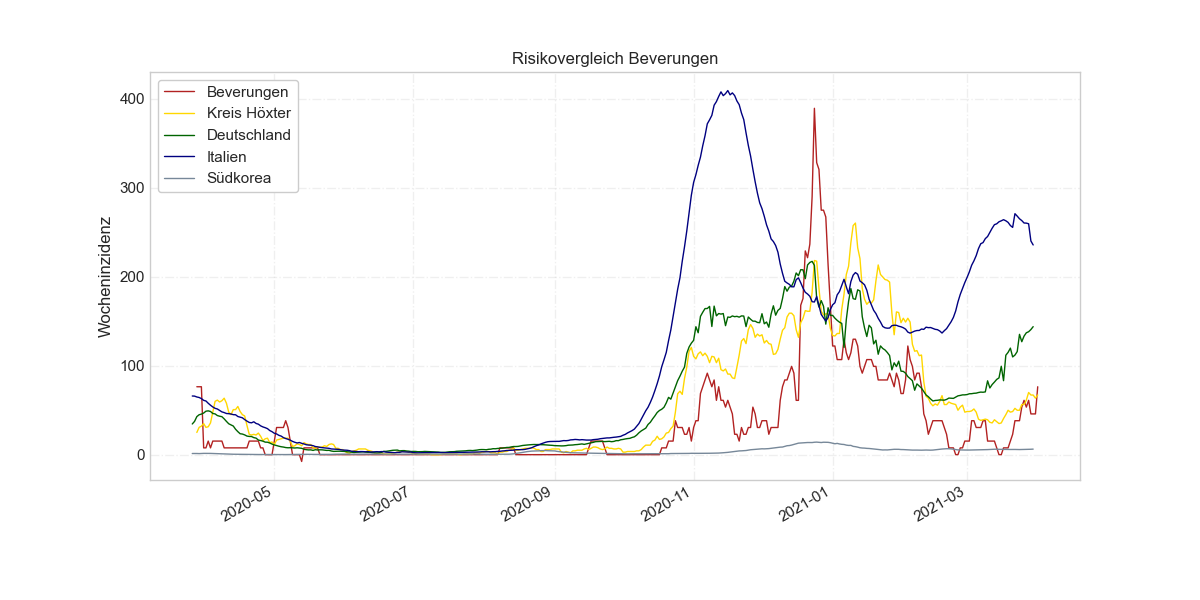 Risikovergleich Beverungen
Beverungen
Kreis Höxter
Deutschland
Italien
Südkorea
Wocheninzidenz
400
300
200
100
0
2020-05
2020-07
2020-09
2020-11
2021-01
2021-03